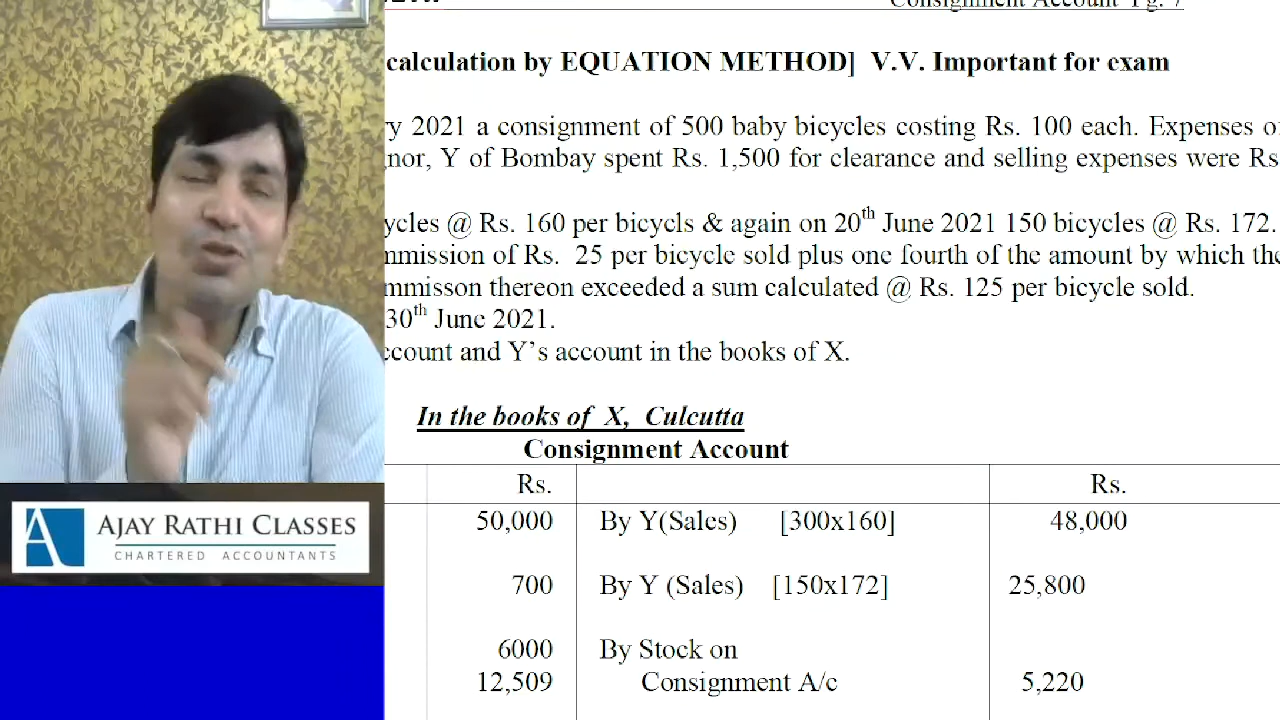 Consignment Account Pg. 7
calculation by EQUATION METHOD] V.V. Important for exam
ry 2021 a consignment of 500 baby bicycles costing Rs. 100 each. Expenses of
gnor, Y of Bombay spent Rs. 1,500 for clearance and selling expenses were Rs
ycles @ Rs. 160 per bicycls & again on 20th June 2021 150 bicycles @ Rs. 172.
mmission of Rs. 25 per bicycle sold plus one fourth of the amount by which the
mmisson thereon exceeded a sum calculated @ Rs. 125 per bicycle sold.
30th June 2021.
ccount and Y's account in the books of X.
In the books of X, Culcutta
Consignment Account
Rs. Rs.
50,000 By Y(Sales) [300x160] 48,000
700 By Y (Sales) [150x172] 25,800
6000 By Stock on
12,509 Consignment A/c 5,220
A AJAY RATHI CLASSES
CHARTERED ACCOUNTANTS